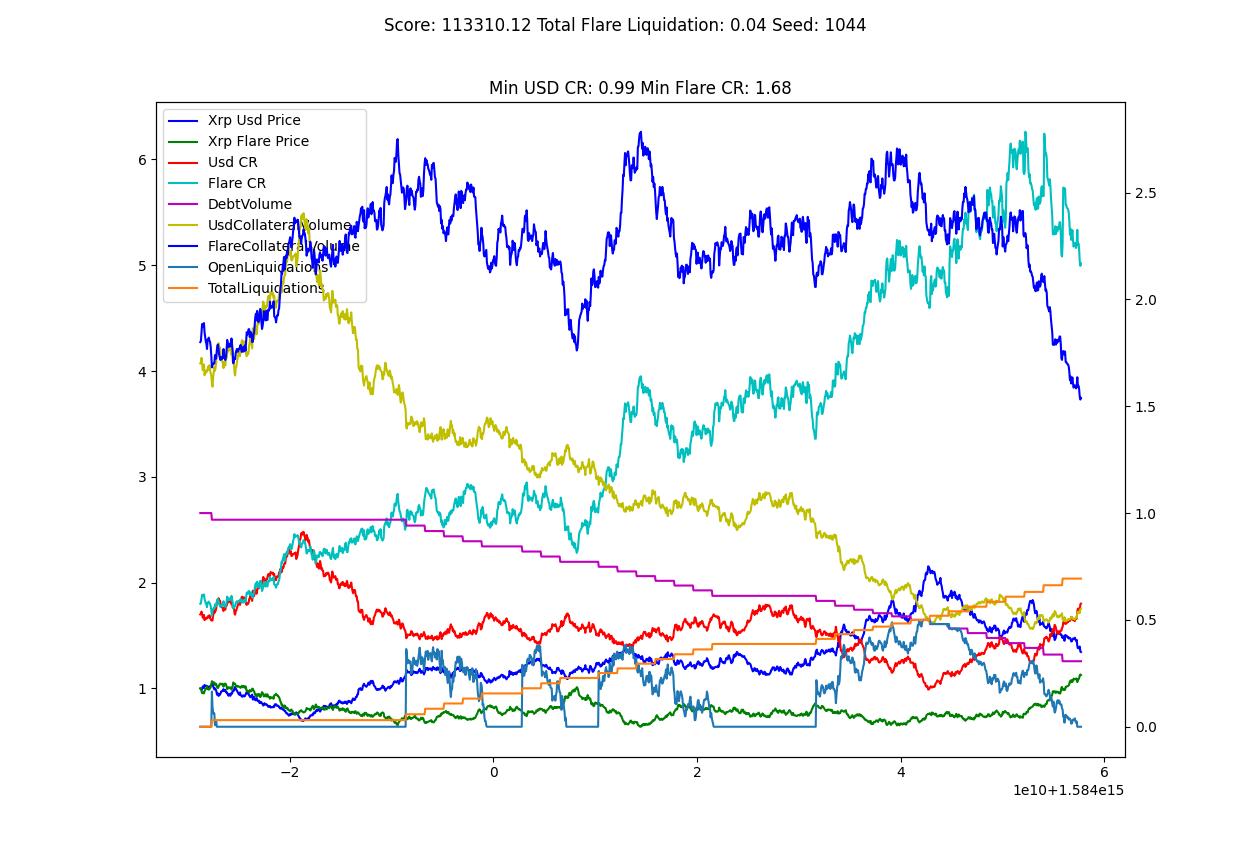 Score: 113310.12 Total Flare Liquidation: 0.04 Seed: 1044
Min USD CR: 0.99 Min Flare CR: 1.68
Xrp Usd Price
Xrp Flare Price
Usd CR
Flare CR
DebtVolume
UsdCollateralVolume
FlareCollateralVolume
OpenLiquidations
TotalLiquidations
6
5
4
3
2
1
2.5
2.0
1.5
1.0
0.5
0.0
−2
0
2
4
6
1e10+1.584e15